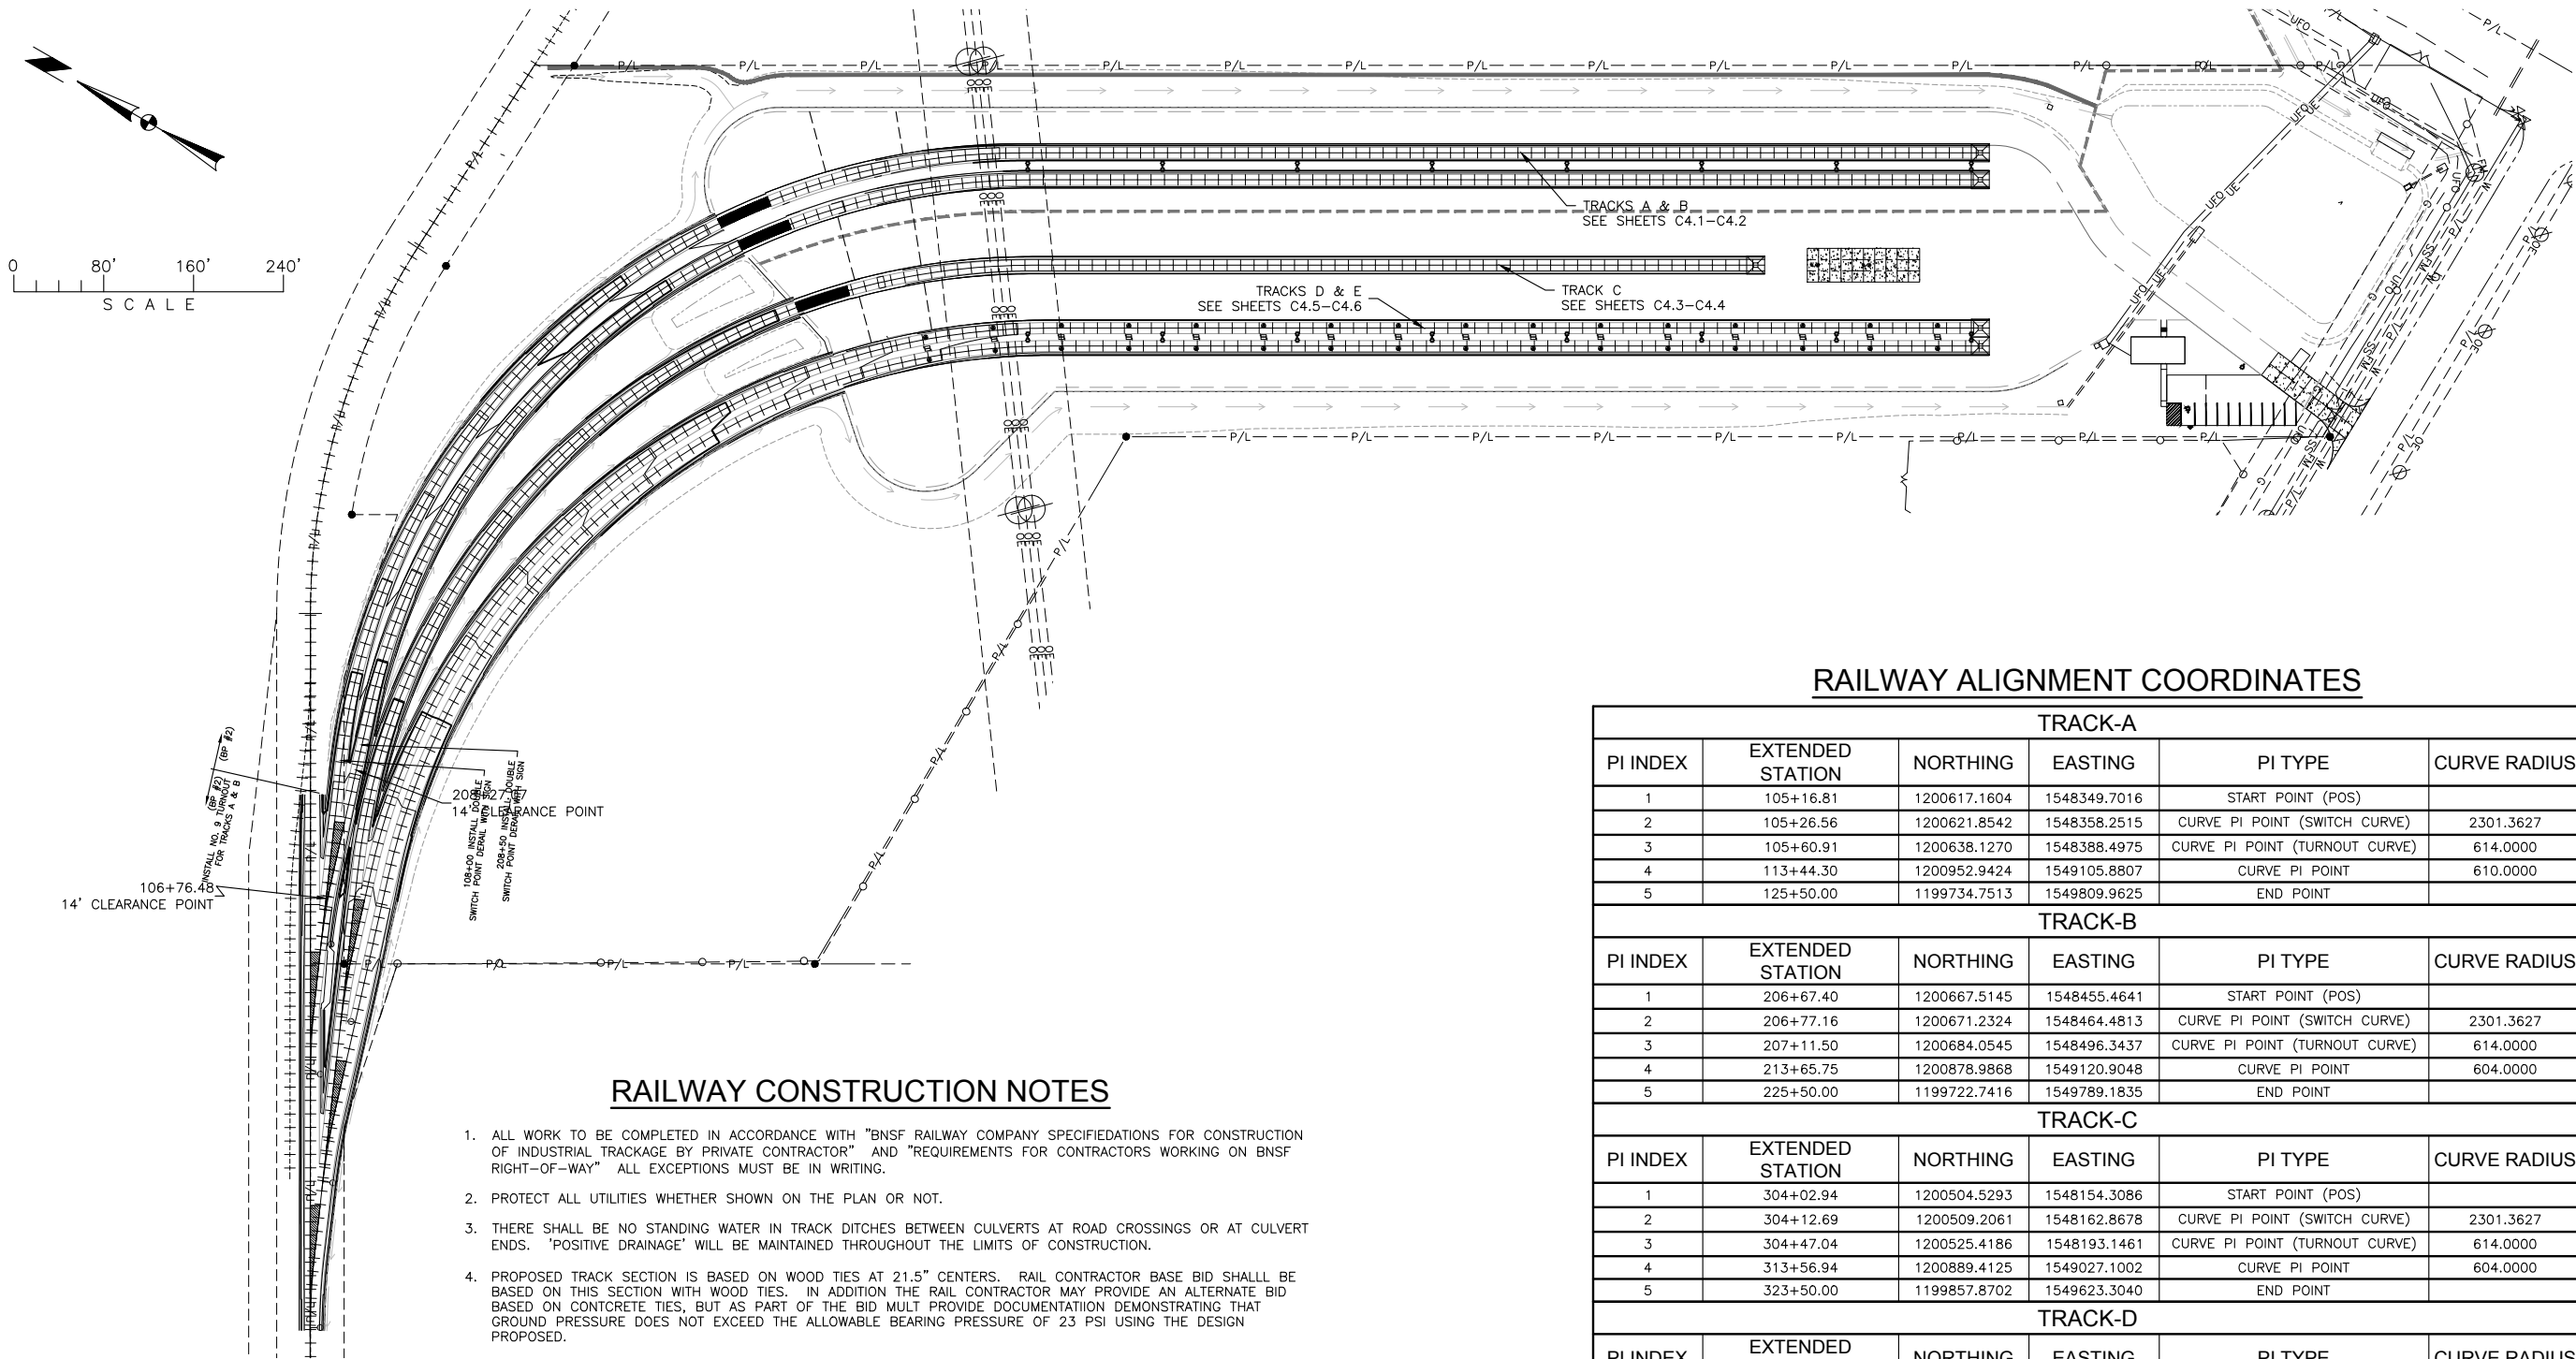 0 80' 160' 240'
SCALE
TRACKS A & B
SEE SHEETS C4.1-C4.2
TRACKS D & E
SEE SHEETS C4.5-C4.6
TRACK C
SEE SHEETS C4.3-C4.4
(BP #2) (BP #2)
INSTALL NO. 9 TURNOUT
FOR TRACKS A & B
14' CLEARANCE POINT
108+00 INSTALL DOUBLE
SWITCH POINT DERAIL WITH SIGN
208+50 INSTALL DOUBLE
SWITCH POINT DERAIL WITH SIGN
106+76.48
14' CLEARANCE POINT
RAILWAY CONSTRUCTION NOTES
1. ALL WORK TO BE COMPLETED IN ACCORDANCE WITH "BNSF RAILWAY COMPANY SPECIFIEDATIONS FOR CONSTRUCTION
OF INDUSTRIAL TRACKAGE BY PRIVATE CONTRACTOR" AND "REQUIREMENTS FOR CONTRACTORS WORKING ON BNSF
RIGHT-OF-WAY" ALL EXCEPTIONS MUST BE IN WRITING.
2. PROTECT ALL UTILITIES WHETHER SHOWN ON THE PLAN OR NOT.
3. THERE SHALL BE NO STANDING WATER IN TRACK DITCHES BETWEEN CULVERTS AT ROAD CROSSINGS OR AT CULVERT
ENDS. 'POSITIVE DRAINAGE' WILL BE MAINTAINED THROUGHOUT THE LIMITS OF CONSTRUCTION.
4. PROPOSED TRACK SECTION IS BASED ON WOOD TIES AT 21.5" CENTERS. RAIL CONTRACTOR BASE BID SHALLL BE
BASED ON THIS SECTION WITH WOOD TIES. IN ADDITION THE RAIL CONTRACTOR MAY PROVIDE AN ALTERNATE BID
BASED ON CONTCRETE TIES, BUT AS PART OF THE BID MULT PROVIDE DOCUMENTATIION DEMONSTRATING THAT
GROUND PRESSURE DOES NOT EXCEED THE ALLOWABLE BEARING PRESSURE OF 23 PSI USING THE DESIGN
PROPOSED.
RAILWAY ALIGNMENT COORDINATES
TRACK-A
PI INDEX EXTENDED STATION NORTHING EASTING PI TYPE CURVE RADIUS
1 105+16.81 1200617.1604 1548349.7016 START POINT (POS)
2 105+26.56 1200621.8542 1548358.2515 CURVE PI POINT (SWITCH CURVE) 2301.3627
3 105+60.91 1200638.1270 1548388.4975 CURVE PI POINT (TURNOUT CURVE) 614.0000
4 113+44.30 1200952.9424 1549105.8807 CURVE PI POINT 610.0000
5 125+50.00 1199734.7513 1549809.9625 END POINT
TRACK-B
PI INDEX EXTENDED STATION NORTHING EASTING PI TYPE CURVE RADIUS
1 206+67.40 1200667.5145 1548455.4641 START POINT (POS)
2 206+77.16 1200671.2324 1548464.4813 CURVE PI POINT (SWITCH CURVE) 2301.3627
3 207+11.50 1200684.0545 1548496.3437 CURVE PI POINT (TURNOUT CURVE) 614.0000
4 213+65.75 1200878.9868 1549120.9048 CURVE PI POINT 604.0000
5 225+50.00 1199722.7416 1549789.1835 END POINT
TRACK-C
PI INDEX EXTENDED STATION NORTHING EASTING PI TYPE CURVE RADIUS
1 304+02.94 1200504.5293 1548154.3086 START POINT (POS)
2 304+12.69 1200509.2061 1548162.8678 CURVE PI POINT (SWITCH CURVE) 2301.3627
3 304+47.04 1200525.4186 1548193.1461 CURVE PI POINT (TURNOUT CURVE) 614.0000
4 313+56.94 1200889.4125 1549027.1002 CURVE PI POINT 604.0000
5 323+50.00 1199857.8702 1549623.3040 END POINT
TRACK-D
PI INDEX EXTENDED NORTHING EASTING PI TYPE CURVE RADIUS